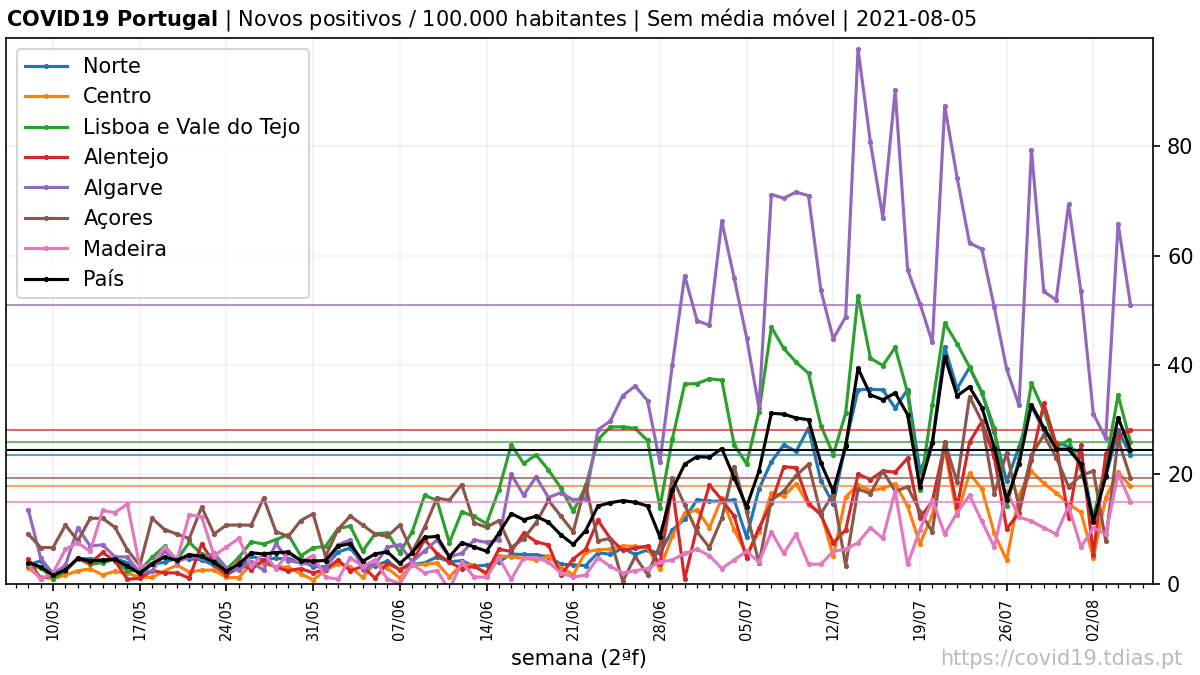 COVID19 Portugal | Novos positivos / 100.000 habitantes | Sem média móvel | 2021-08-05
Norte
Centro
Lisboa e Vale do Tejo
Alentejo
Algarve
Açores
Madeira
País
80
60
40
20
0
10/05
17/05
24/05
31/05
07/06
14/06
21/06
28/06
05/07
12/07
19/07
26/07
02/08
semana (2ªf)
https://covid19.tdias.pt